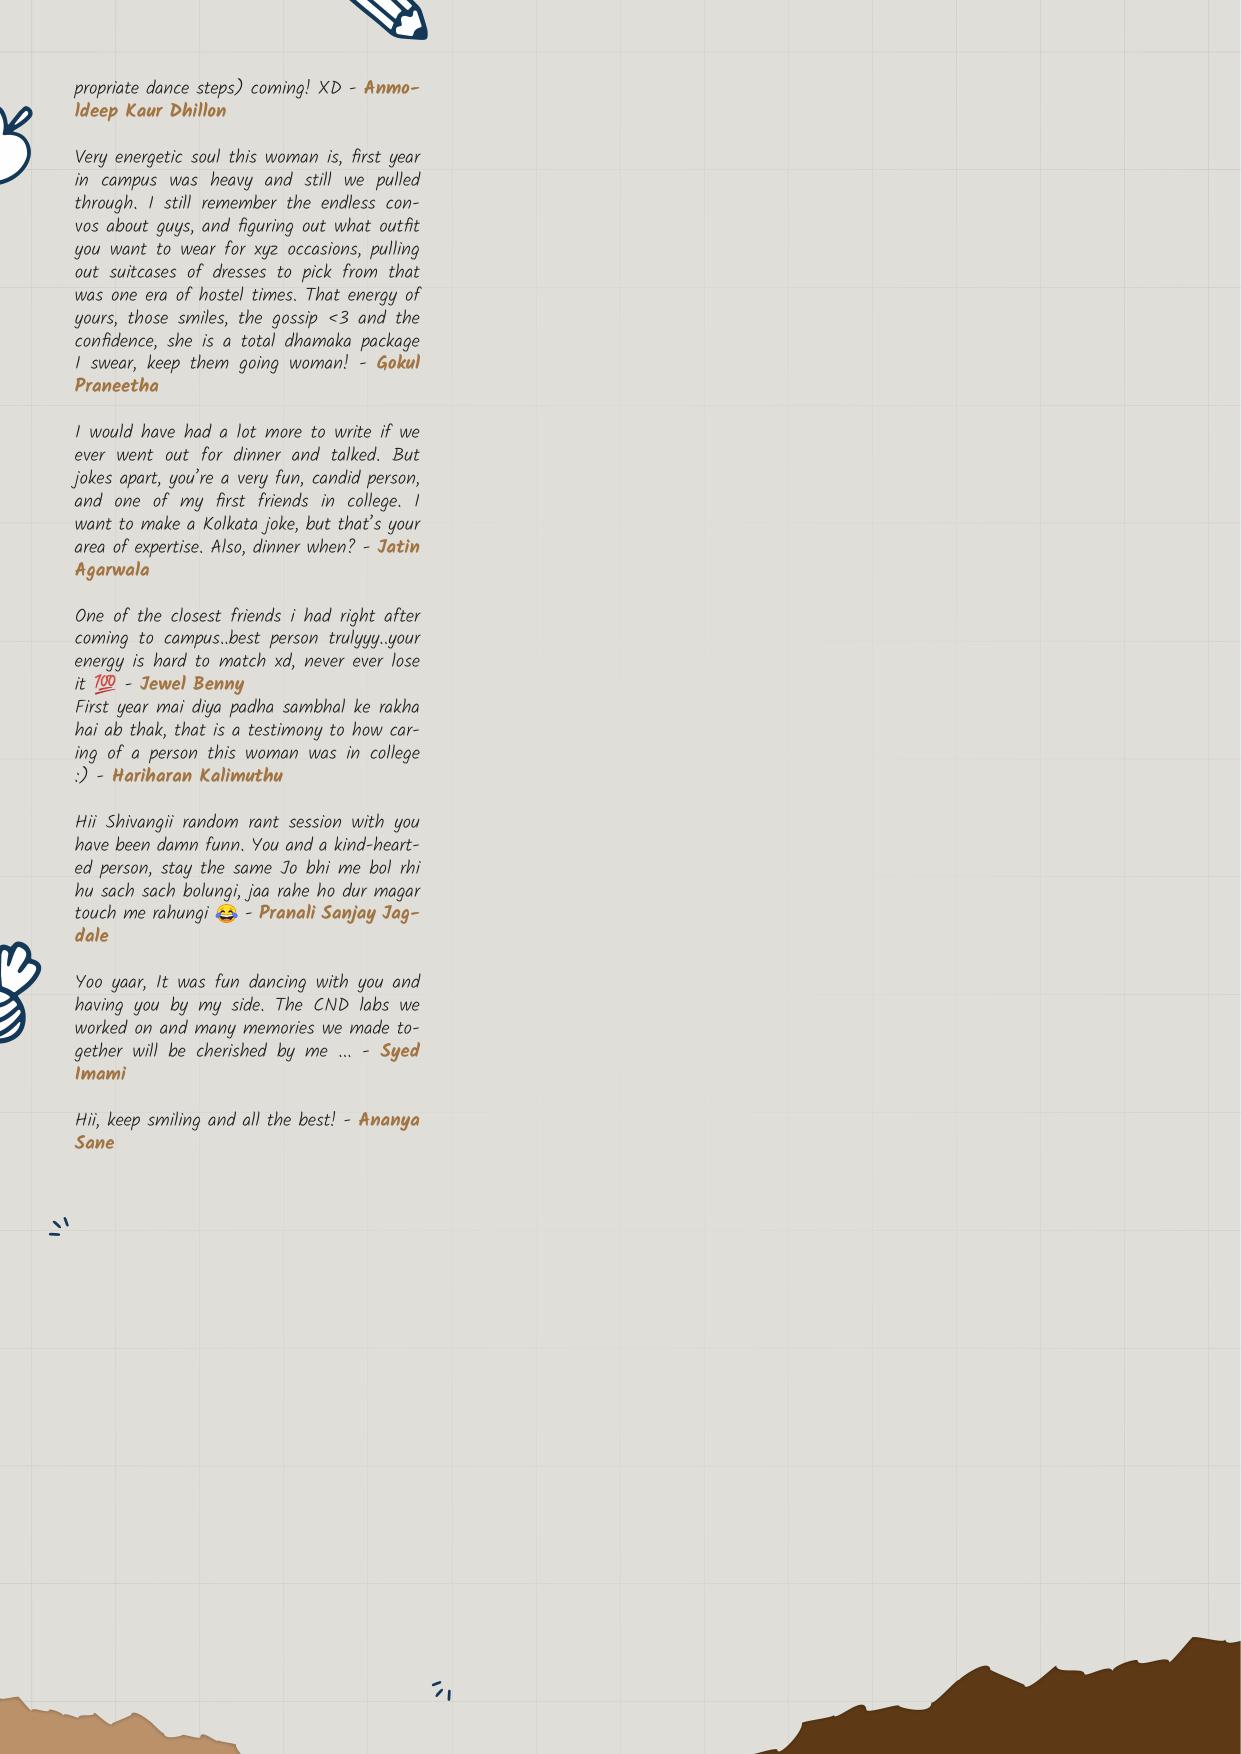 propriate dance steps) coming! XD - Anmo-
ldeep Kaur Dhillon
Very energetic soul this woman is, first year
in campus was heavy and still we pulled
through. I still remember the endless con-
vos about guys, and figuring out what outfit
you want to wear for xyz occasions, pulling
out suitcases of dresses to pick from that
was one era of hostel times. That energy of
yours, those smiles, the gossip <3 and the
confidence, she is a total dhamaka package
I swear, keep them going woman! - Gokul
Praneetha
I would have had a lot more to write if we
ever went out for dinner and talked. But
jokes apart, you're a very fun, candid person,
and one of my first friends in college. I
want to make a Kolkata joke, but that's your
area of expertise. Also, dinner when? - Jatin
Agarwala
One of the closest friends i had right after
coming to campus..best person trulyyy..your
energy is hard to match xd, never ever lose
it 💯 - Jewel Benny
First year mai diya padha sambhal ke rakha
hai ab thak, that is a testimony to how car-
ing of a person this woman was in college
:) - Hariharan Kalimuthu
Hii Shivangii random rant session with you
have been damn funn. You and a kind-heart-
ed person, stay the same Jo bhi me bol rhi
hu sach sach bolungi, jaa rahe ho dur magar
touch me rahungi 😂 - Pranali Sanjay Jag-
dale
Yoo yaar, It was fun dancing with you and
having you by my side. The CND labs we
worked on and many memories we made to-
gether will be cherished by me ... - Syed
Imami
Hii, keep smiling and all the best! - Ananya
Sane